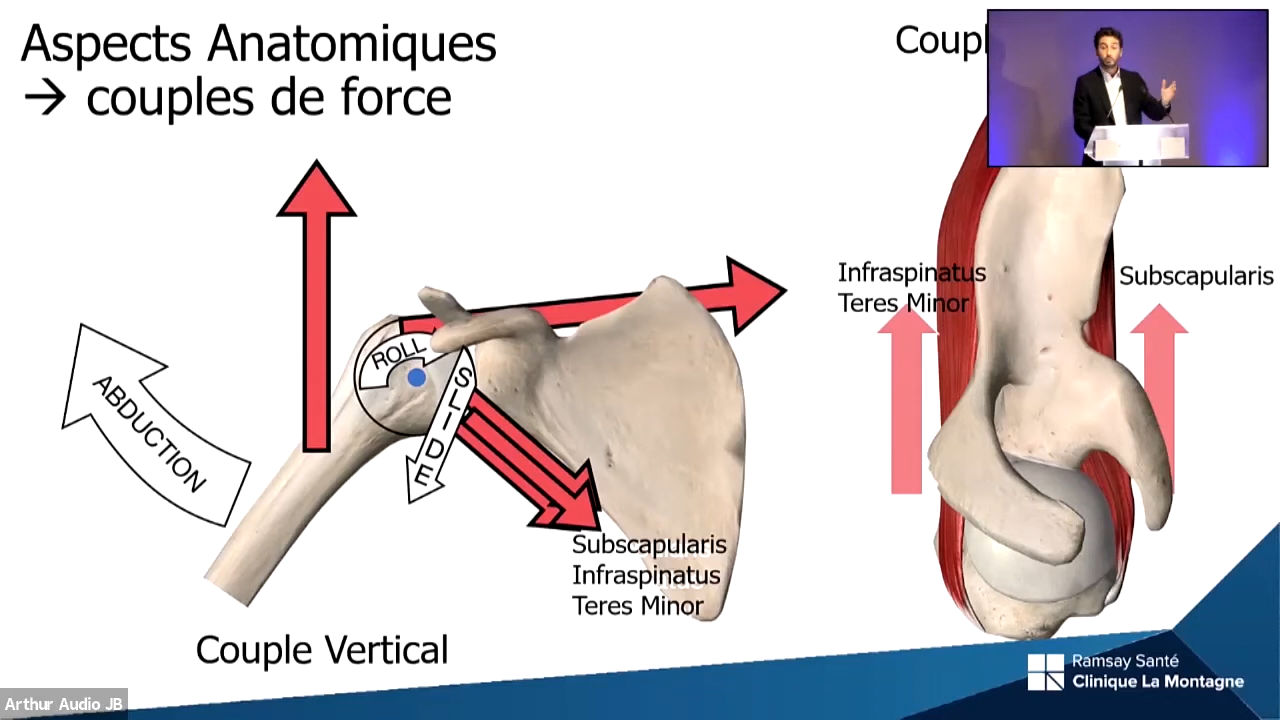 Aspects Anatomiques
→ couples de force
Coupl
ABDUCTION
ROLL
SLIDE
Subscapularis
Infraspinatus
Teres Minor
Couple Vertical
Infraspinatus
Teres Minor
Subscapularis
Ramsay Santé
Clinique La Montagne
Arthur Audio JB